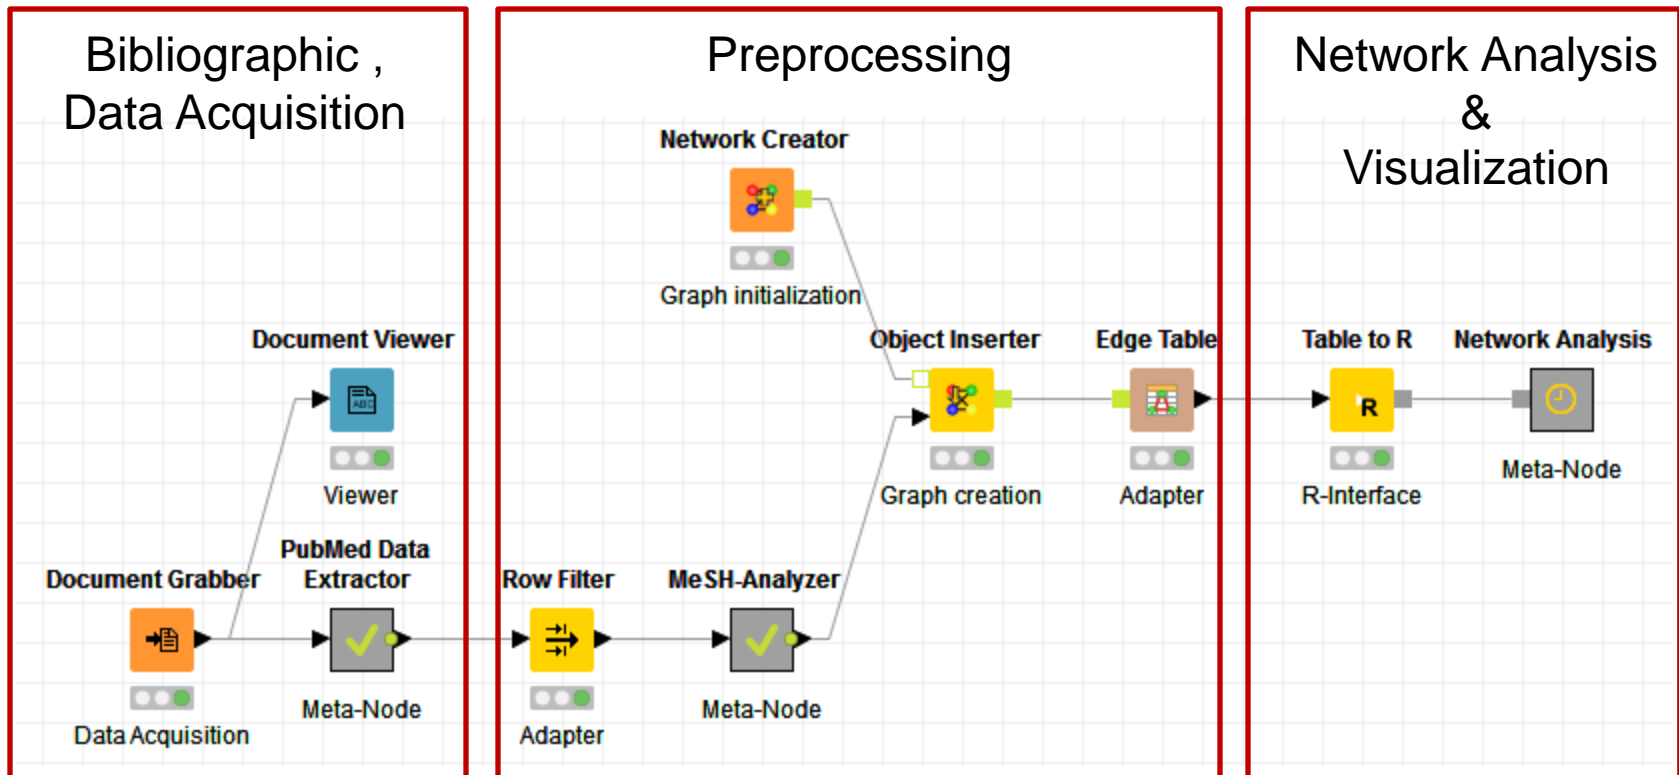 Bibliographic ,
Data Acquisition
Preprocessing
Network Analysis
&
Visualization
Network Creator
Graph initialization
Document Viewer
ABC
Viewer
Object Inserter
Graph creation
Edge Table
Adapter
Table to R
R
R-Interface
Network Analysis
Meta-Node
Document Grabber
Data Acquisition
PubMed Data
Extractor
Meta-Node
Row Filter
Adapter
MeSH-Analyzer
Meta-Node